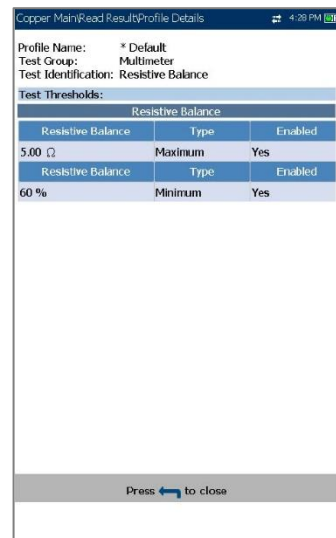 Copper Main\Read Result\Profile Details 4:28 PM
Profile Name: * Default
Test Group: Multimeter
Test Identification: Resistive Balance
Test Thresholds:
Resistive Balance
Resistive Balance Type Enabled
5.00 Ω Maximum Yes
Resistive Balance Type Enabled
60 % Minimum Yes
Press to close